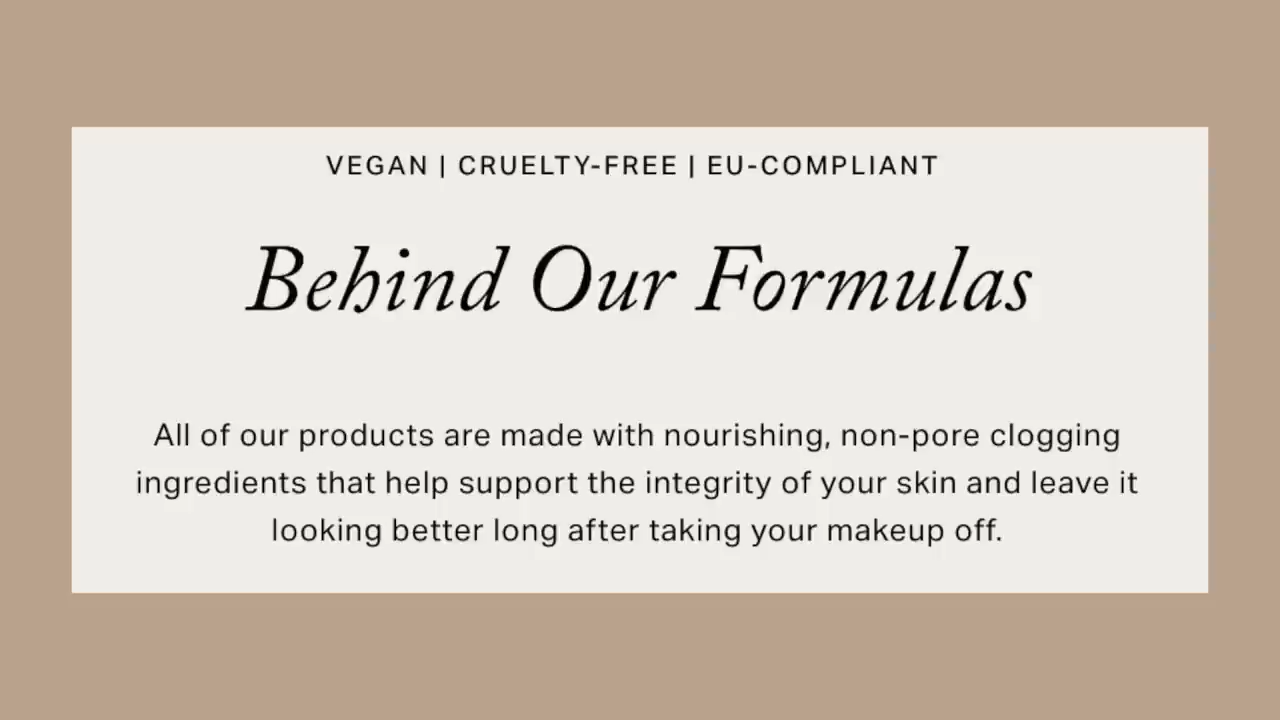 VEGAN | CRUELTY-FREE | EU-COMPLIANT
Behind Our Formulas
All of our products are made with nourishing, non-pore clogging
ingredients that help support the integrity of your skin and leave it
looking better long after taking your makeup off.